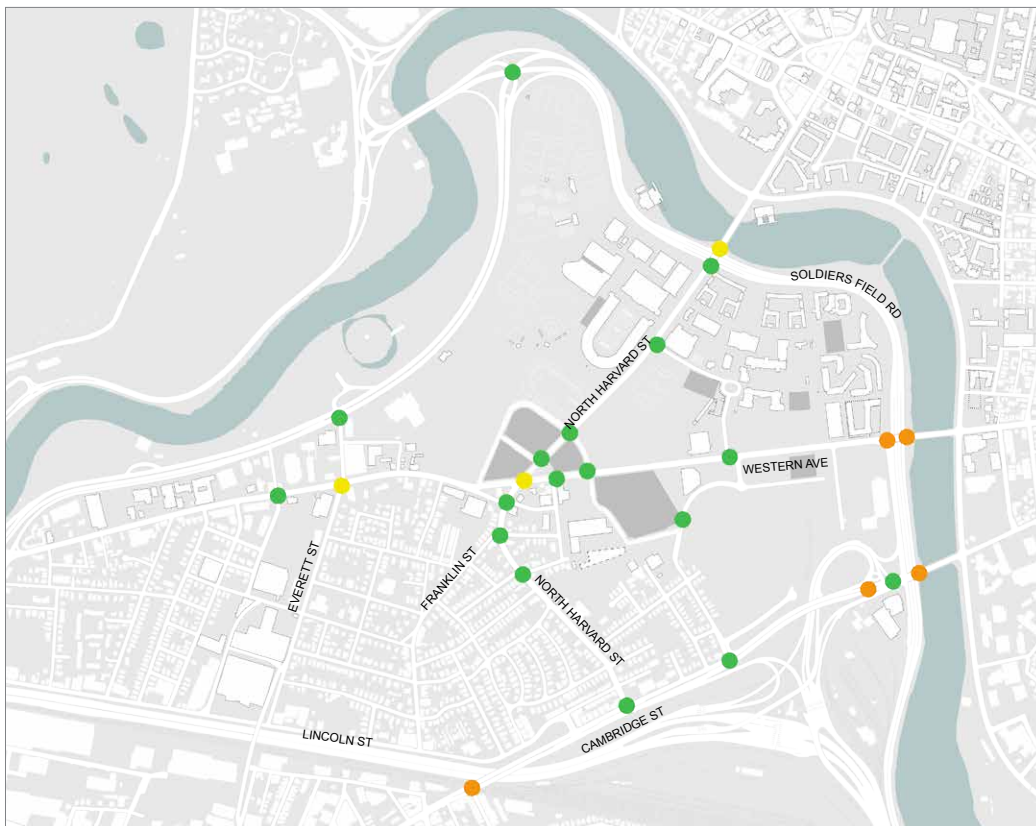 SOLDIERS FIELD RD
NORTH HARVARD ST
WESTERN AVE
EVERETT ST
FRANKLIN ST
NORTH HARVARD ST
LINCOLN ST
CAMBRIDGE ST